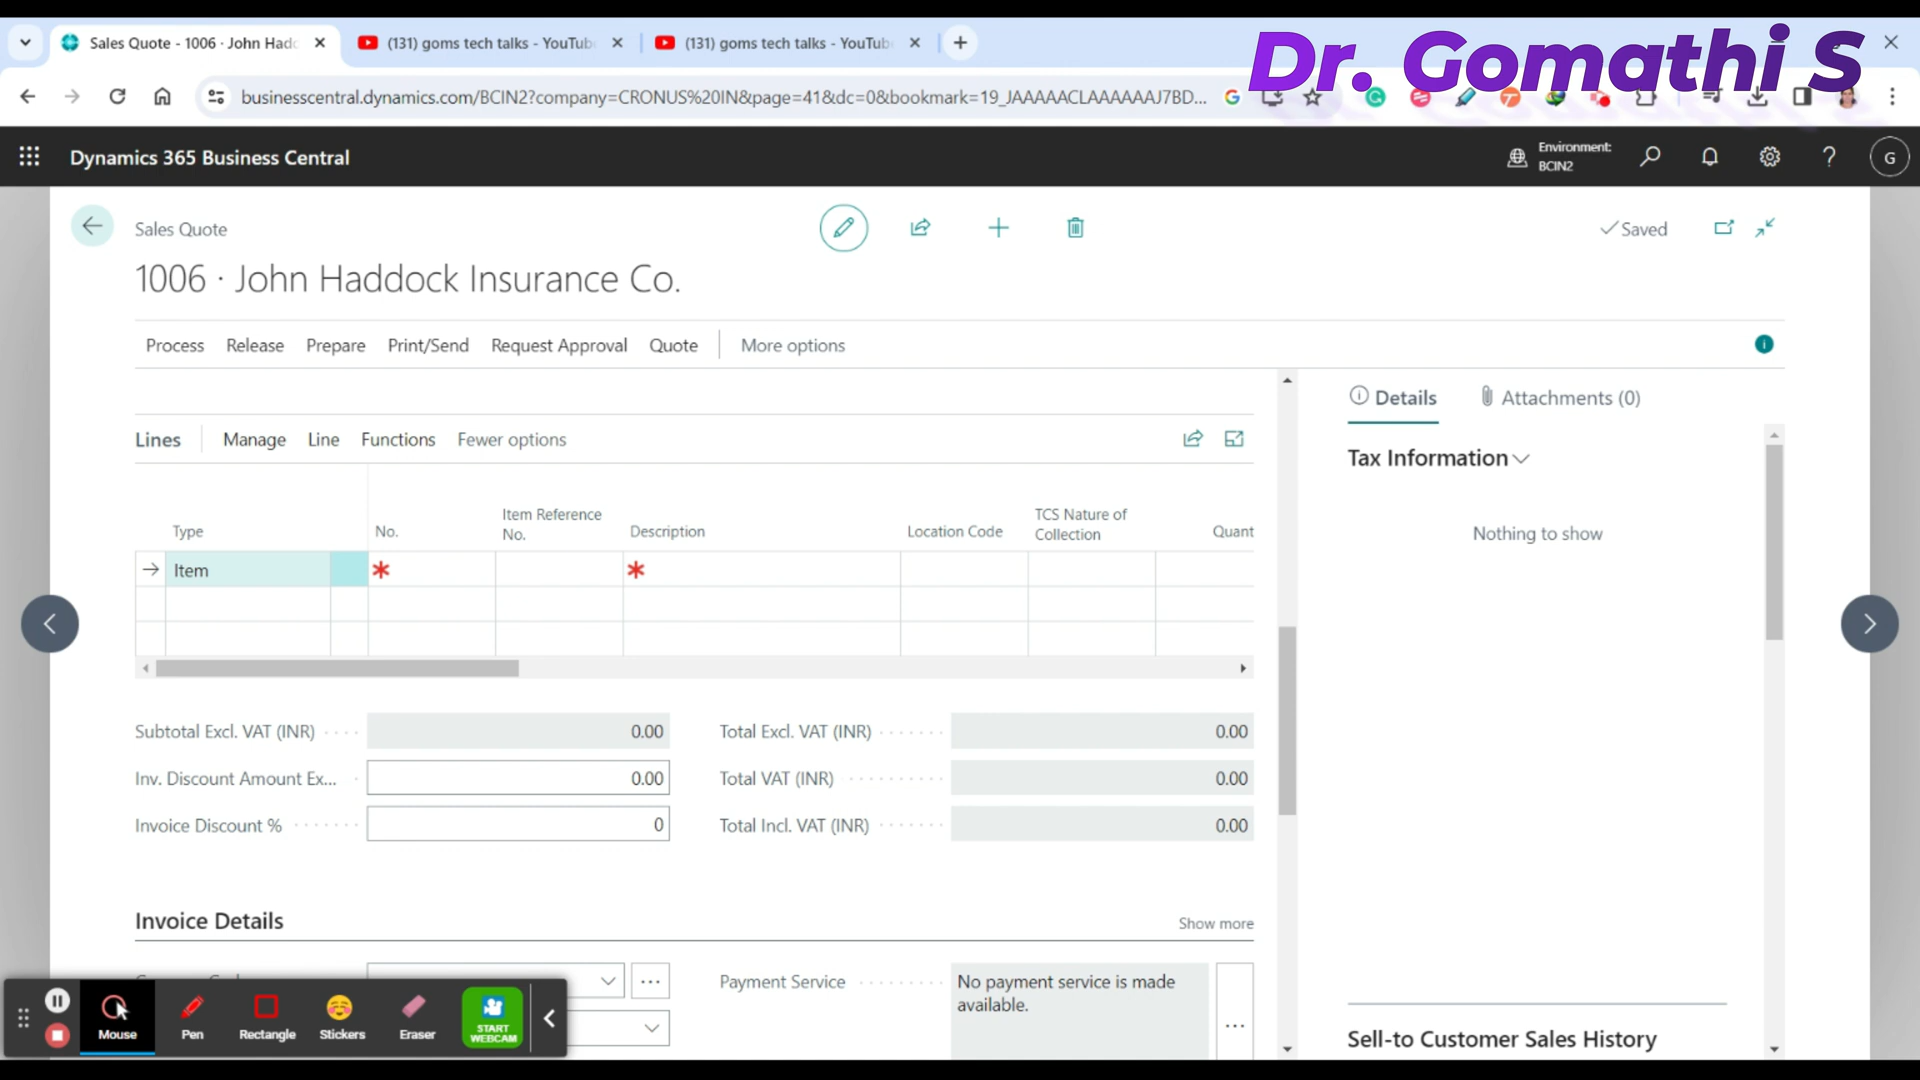 Sales Quote - 1006 · John Hadd
(131) goms tech talks - YouTub
(131) goms tech talks - YouTub
Dr. Gomathi S
businesscentral.dynamics.com/BCIN2?company=CRONUS%20IN&page=41&dc=0&bookmark=19_JAAAAACLAAAAAAJ7BD...
Dynamics 365 Business Central
Environment:
BCIN2
G
Sales Quote
Saved
1006 · John Haddock Insurance Co.
Process Release Prepare Print/Send Request Approval Quote More options
Details Attachments (0)
Lines Manage Line Functions Fewer options
Tax Information
Nothing to show
Type No. Item Reference No. Description Location Code TCS Nature of Collection Quant
Item * *
Subtotal Excl. VAT (INR) 0.00 Total Excl. VAT (INR) 0.00
Inv. Discount Amount Ex... 0.00 Total VAT (INR) 0.00
Invoice Discount % 0 Total Incl. VAT (INR) 0.00
Invoice Details Show more
Payment Service No payment service is made
available.
Mouse Pen Rectangle Stickers Eraser START
WEBCAM
Sell-to Customer Sales History